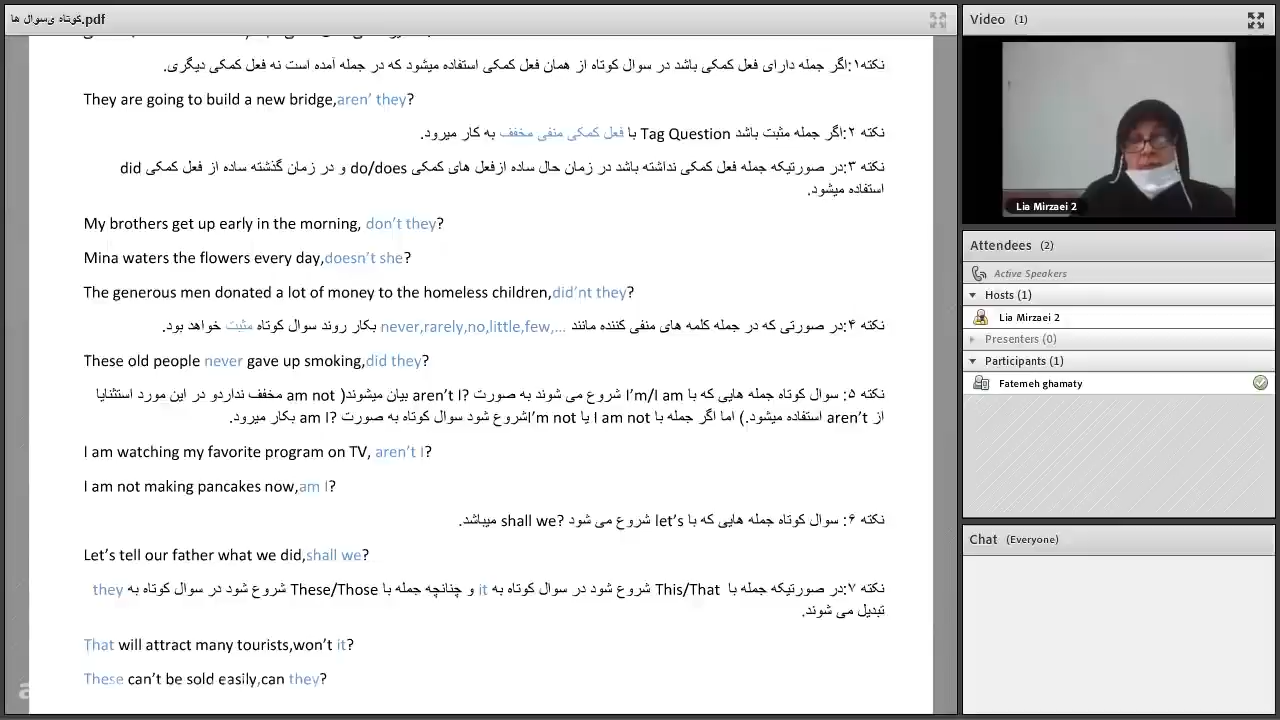 کوتاه یسوال ها.pdf
نکته۱:اگر جمله دارای فعل کمکی باشد در سوال کوتاه از همان فعل کمکی استفاده میشود که در جمله آمده است نه فعل کمکی دیگری.
They are going to build a new bridge,aren’ they?
نکته ۲:اگر جمله مثبت باشد Tag Question با فعل کمکی منفی مخفف به کار میرود.
نکته ۳:در صورتیکه جمله فعل کمکی نداشته باشد در زمان حال ساده ازفعل های کمکی do/does و در زمان گذشته ساده از فعل کمکی did
استفاده میشود.
My brothers get up early in the morning, don’t they?
Mina waters the flowers every day,doesn’t she?
The generous men donated a lot of money to the homeless children,did’nt they?
نکته ۴:در صورتی که در جمله کلمه های منفی کننده مانند never,rarely,no,little,few,... بکار روند سوال کوتاه مثبت خواهد بود.
These old people never gave up smoking,did they?
نکته ۵: سوال کوتاه جمله هایی که با I’m/I am شروع می شوند به صورت aren’t I? بیان میشوند( am not مخفف نداردو در این مورد استثنایا
از aren’t استفاده میشود.) اما اگر جمله با I am not یا I’m notشروع شود سوال کوتاه به صورت am I? بکار میرود.
I am watching my favorite program on TV, aren’t I?
I am not making pancakes now,am I?
نکته ۶: سوال کوتاه جمله هایی که با let’s شروع می شود shall we? میباشد.
Let’s tell our father what we did,shall we?
نکته ۷:در صورتیکه جمله با This/That شروع شود در سوال کوتاه به it و چنانچه جمله با These/Those شروع شود در سوال کوتاه به they
تبدیل می شوند.
That will attract many tourists,won’t it?
These can’t be sold easily,can they?
Video (1)
Lia Mirzaei 2
Attendees (2)
Active Speakers
Hosts (1)
Lia Mirzaei 2
Presenters (0)
Participants (1)
Fatemeh ghamaty
Chat (Everyone)